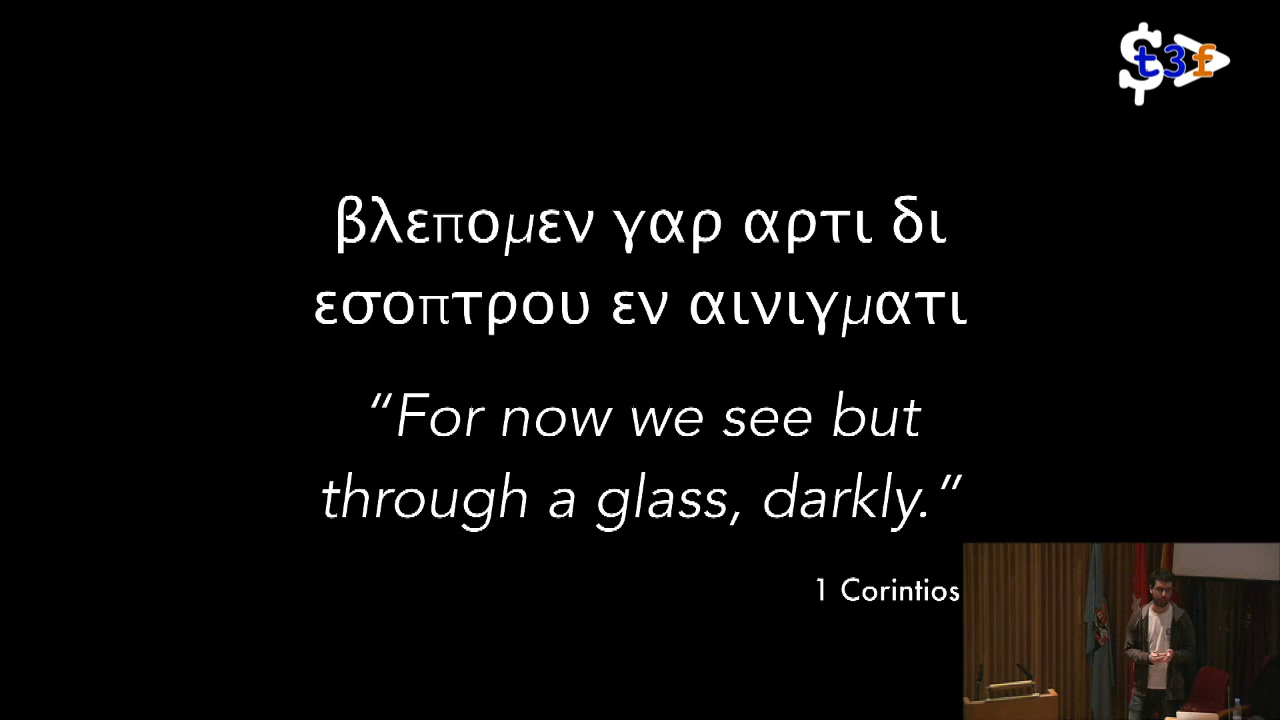 $
t3f
βλεπομεν γαρ αρτι δι
εσοπτρου εν αινιγματι
“For now we see but
through a glass, darkly.”
1 Corintios